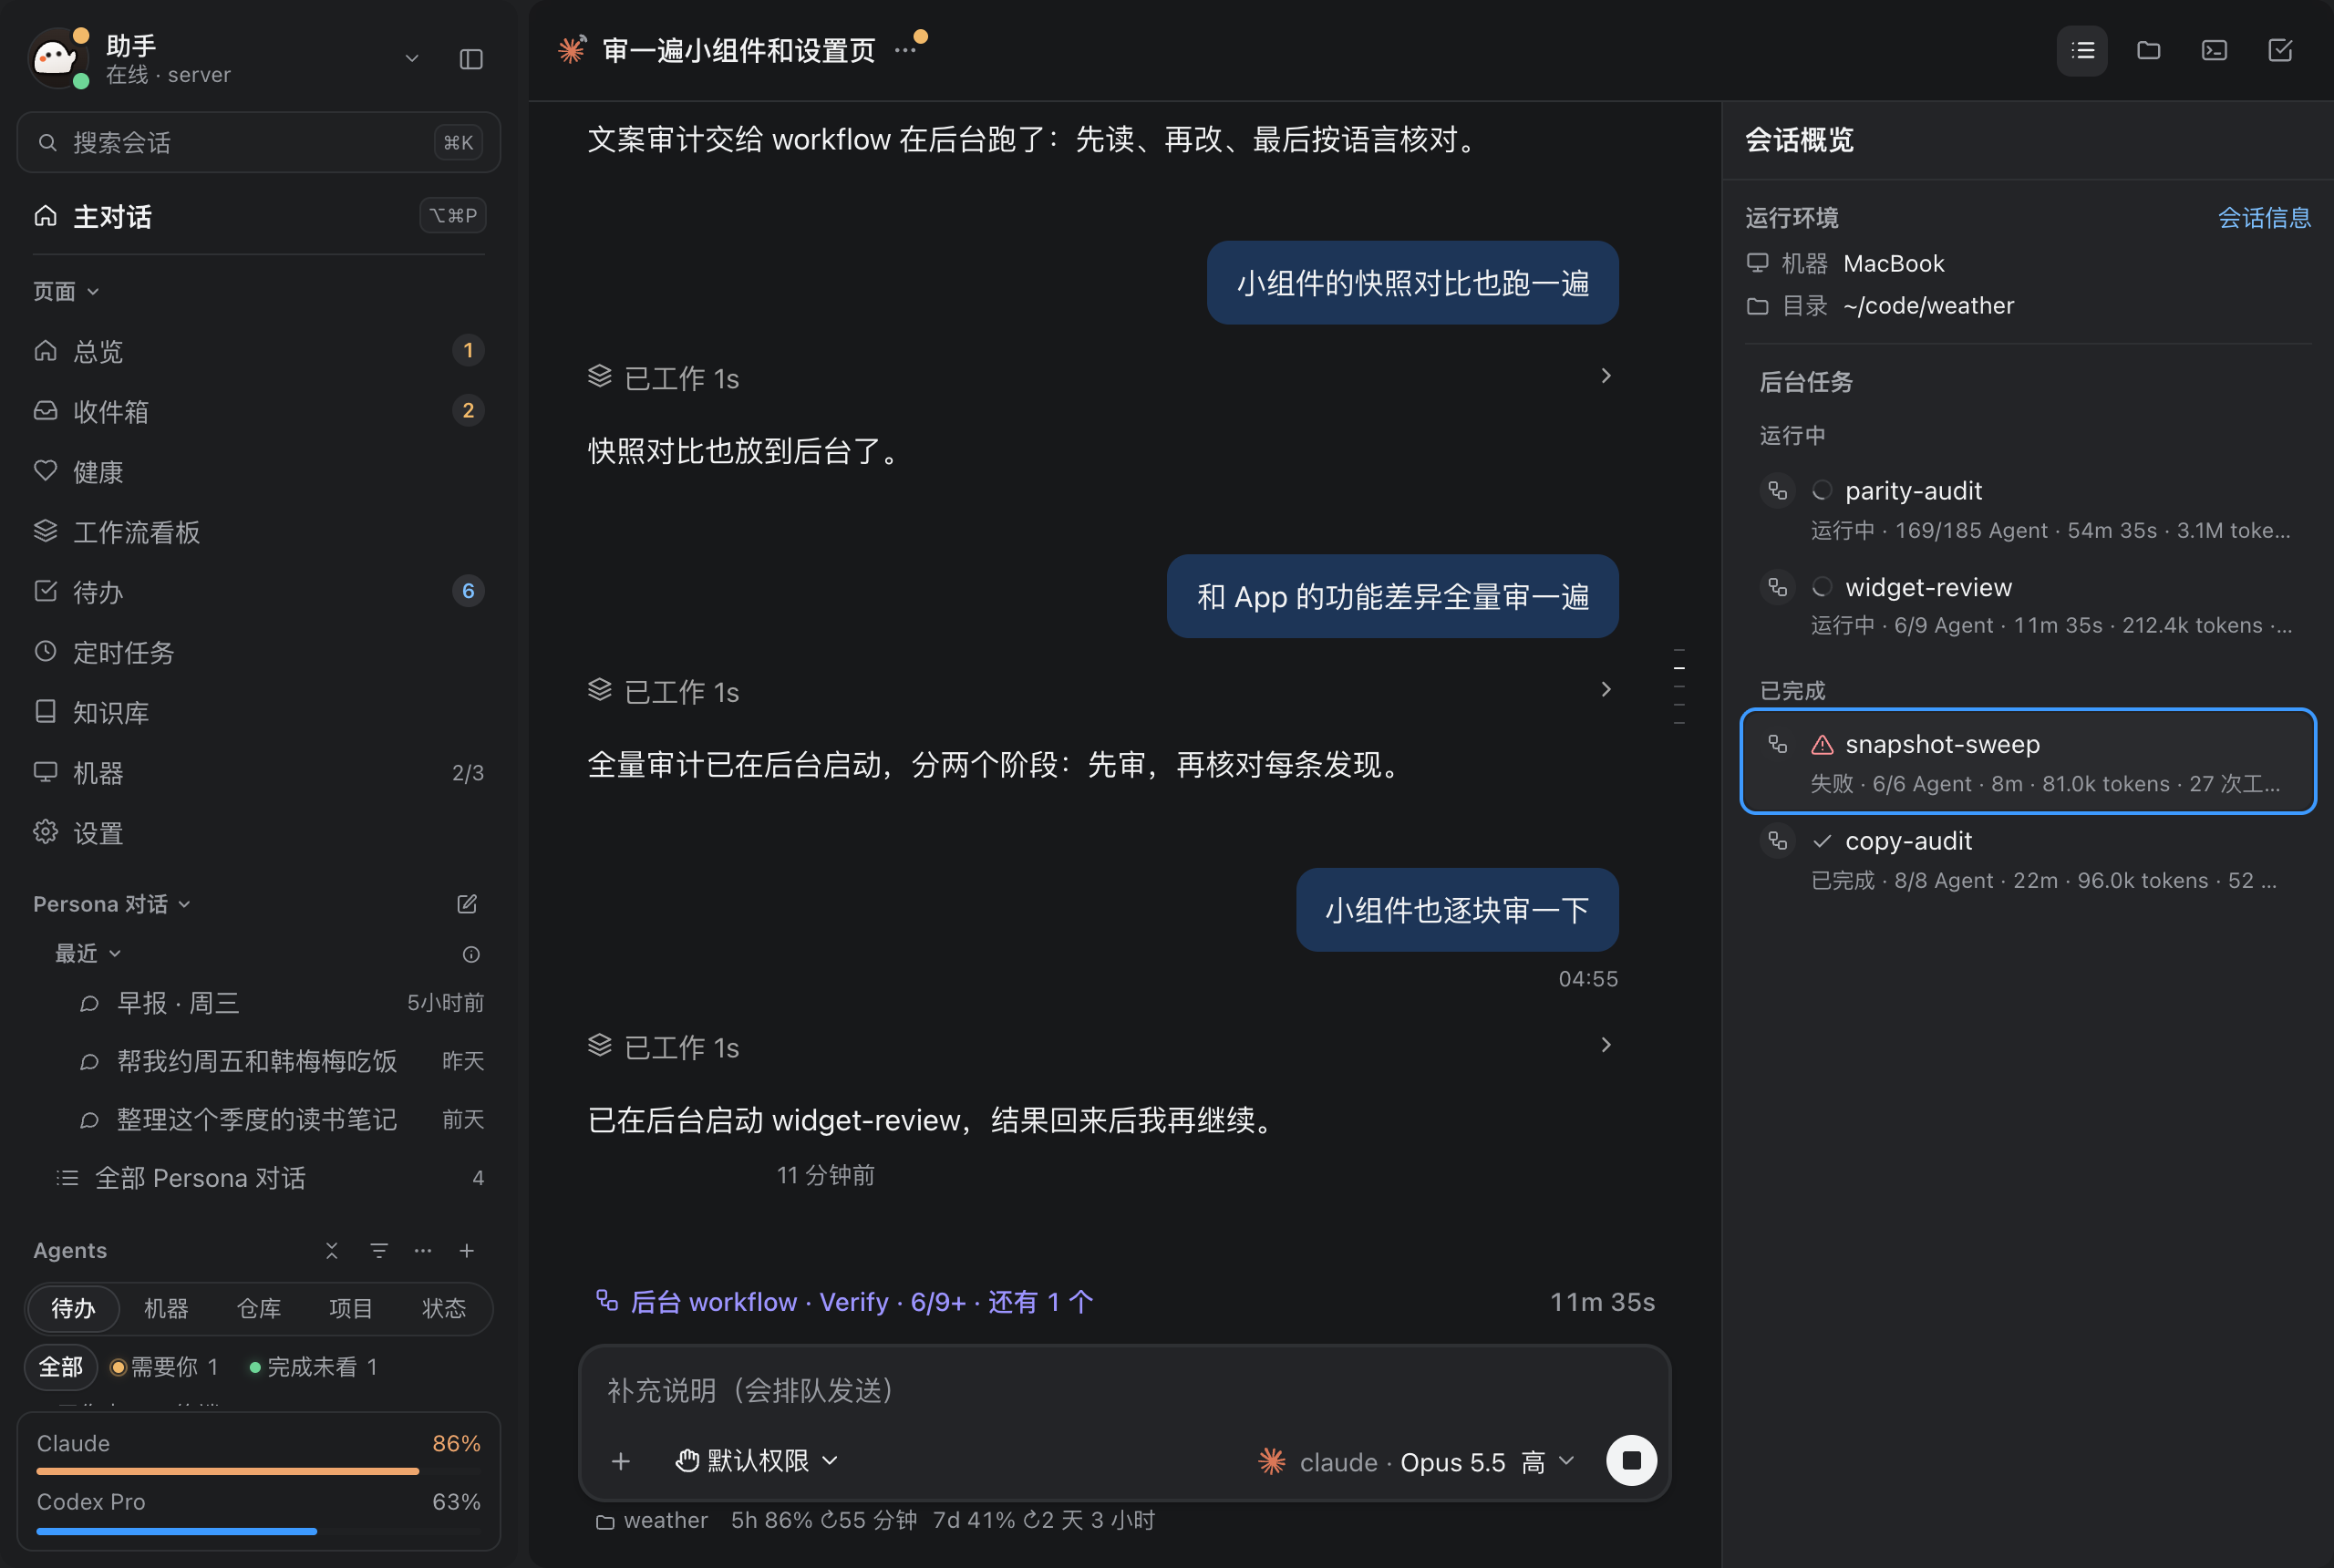 助手
在线 · server
搜索会话 ⌘K
主对话 ⌥⌘P
页面
总览 1
收件箱 2
健康
工作流看板
待办 6
定时任务
知识库
机器 2/3
设置
Persona 对话
最近
早报 · 周三 5小时前
帮我约周五和韩梅梅吃饭 昨天
整理这个季度的读书笔记 前天
全部 Persona 对话 4
Agents
待办 机器 仓库 项目 状态
全部 需要你 1 完成未看 1
Claude 86%
Codex Pro 63%
审一遍小组件和设置页
文案审计交给 workflow 在后台跑了：先读、再改、最后按语言核对。
小组件的快照对比也跑一遍
已工作 1s
快照对比也放到后台了。
和 App 的功能差异全量审一遍
已工作 1s
全量审计已在后台启动，分两个阶段：先审，再核对每条发现。
小组件也逐块审一下
04:55
已工作 1s
已在后台启动 widget-review，结果回来后我再继续。
11 分钟前
后台 workflow · Verify · 6/9+ · 还有 1 个 11m 35s
补充说明（会排队发送）
默认权限 claude · Opus 5.5 高
weather 5h 86% 55 分钟 7d 41% 2 天 3 小时
会话概览
运行环境 会话信息
机器 MacBook
目录 ~/code/weather
后台任务
运行中
parity-audit
运行中 · 169/185 Agent · 54m 35s · 3.1M toke...
widget-review
运行中 · 6/9 Agent · 11m 35s · 212.4k tokens ·...
已完成
snapshot-sweep
失败 · 6/6 Agent · 8m · 81.0k tokens · 27 次工...
copy-audit
已完成 · 8/8 Agent · 22m · 96.0k tokens · 52 ...